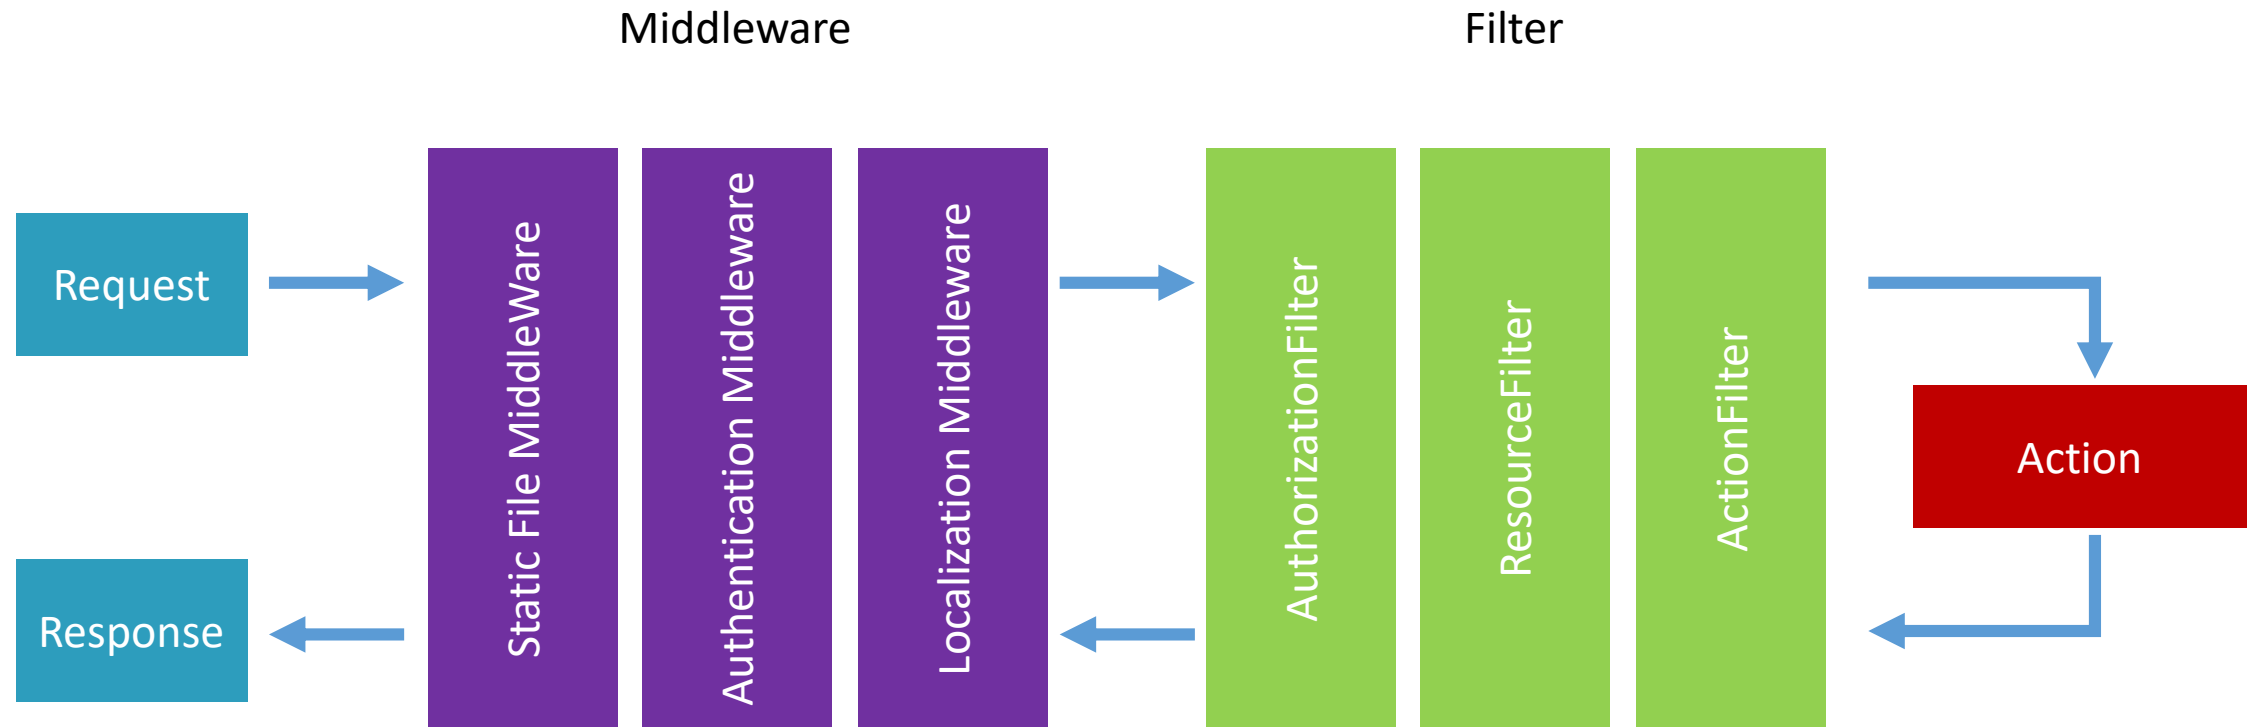 Middleware
Filter
Request
Response
Static File MiddleWare
Authentication Middleware
Localization Middleware
AuthorizationFilter
ResourceFilter
ActionFilter
Action